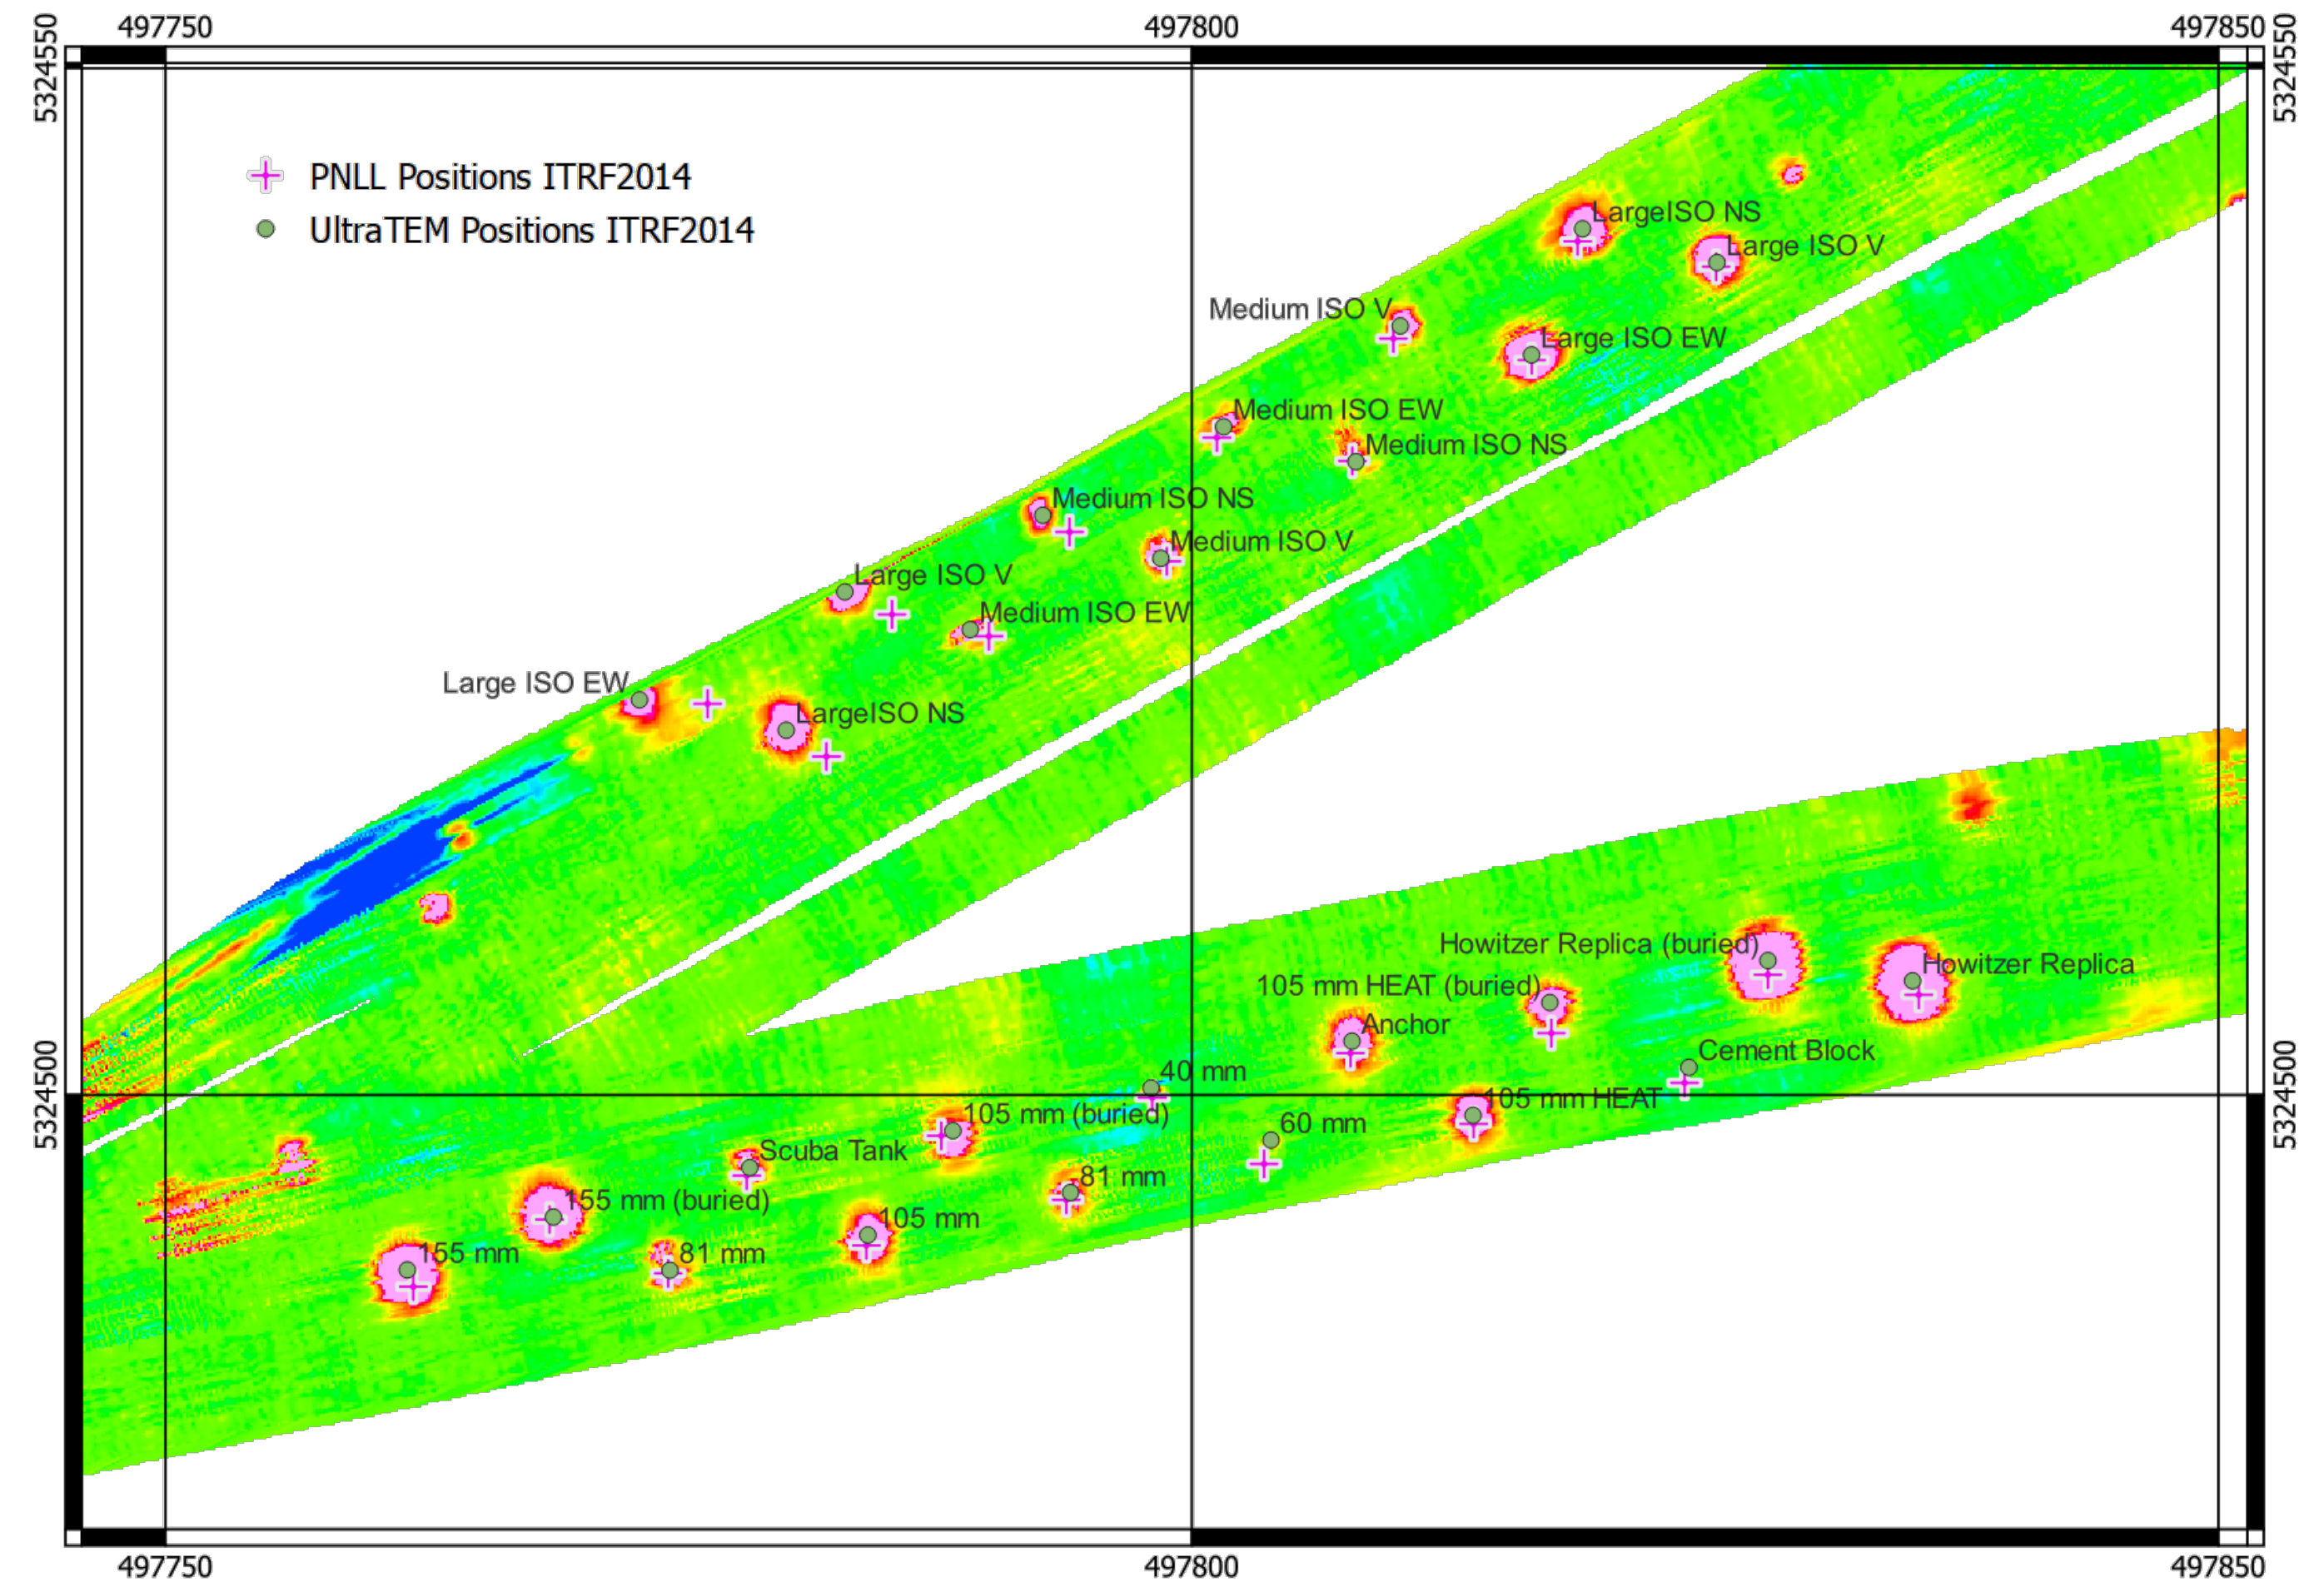 497750
497800
497850
5324550
5324550
PNLL Positions ITRF2014
UltraTEM Positions ITRF2014
LargeISO NS
Large ISO V
Medium ISO V
Large ISO EW
Medium ISO EW
Medium ISO NS
Medium ISO NS
Medium ISO V
Large ISO V
Medium ISO EW
Large ISO EW
LargeISO NS
Howitzer Replica (buried)
Howitzer Replica
105 mm HEAT (buried)
Anchor
Cement Block
40 mm
105 mm HEAT
105 mm (buried)
60 mm
Scuba Tank
81 mm
155 mm (buried)
105 mm
155 mm
81 mm
5324500
5324500
497750
497800
497850